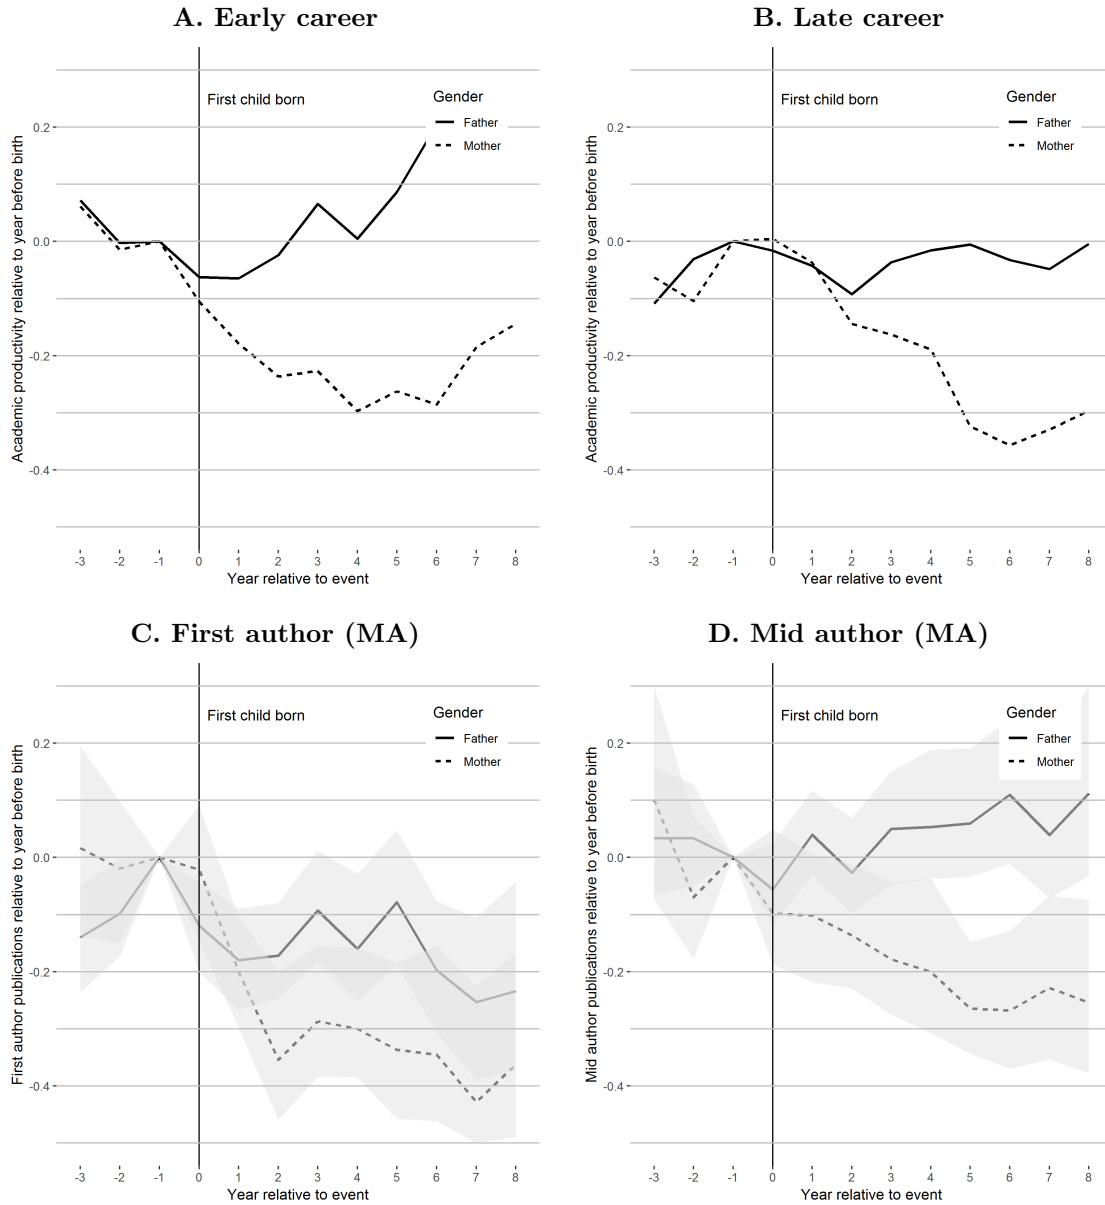 A. Early career
Academic productivity relative to year before birth
First child born
Gender
Father
Mother
0.2
0.0
-0.2
-0.4
-3 -2 -1 0 1 2 3 4 5 6 7 8
Year relative to event
B. Late career
Academic productivity relative to year before birth
First child born
Gender
Father
Mother
0.2
0.0
-0.2
-0.4
-3 -2 -1 0 1 2 3 4 5 6 7 8
Year relative to event
C. First author (MA)
First author publications relative to year before birth
First child born
Gender
Father
Mother
0.2
0.0
-0.2
-0.4
-3 -2 -1 0 1 2 3 4 5 6 7 8
Year relative to event
D. Mid author (MA)
Mid author publications relative to year before birth
First child born
Gender
Father
Mother
0.2
0.0
-0.2
-0.4
-3 -2 -1 0 1 2 3 4 5 6 7 8
Year relative to event